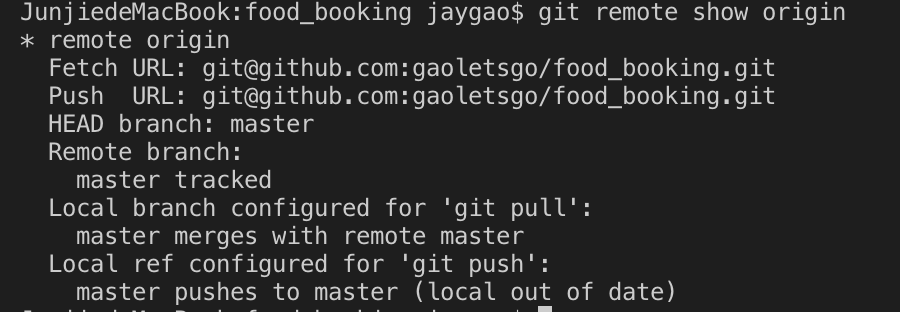 JunjiedeMacBook:food_booking jaygao$ git remote show origin
* remote origin
  Fetch URL: git@github.com:gaoletsgo/food_booking.git
  Push  URL: git@github.com:gaoletsgo/food_booking.git
  HEAD branch: master
  Remote branch:
    master tracked
  Local branch configured for 'git pull':
    master merges with remote master
  Local ref configured for 'git push':
    master pushes to master (local out of date)